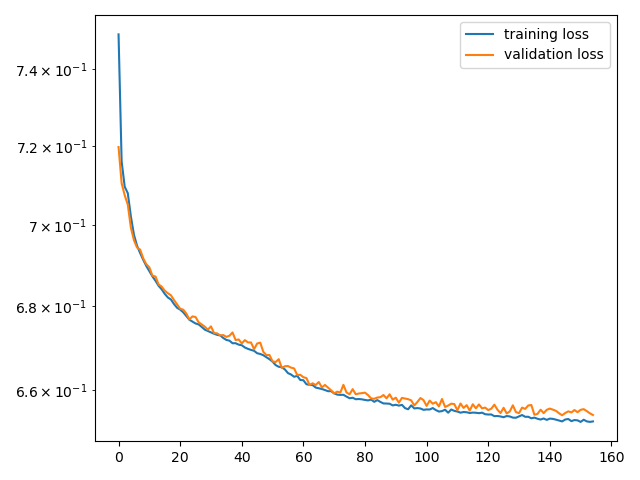 training loss
validation loss
7.4 × 10⁻¹
7.2 × 10⁻¹
7 × 10⁻¹
6.8 × 10⁻¹
6.6 × 10⁻¹
0 20 40 60 80 100 120 140 160